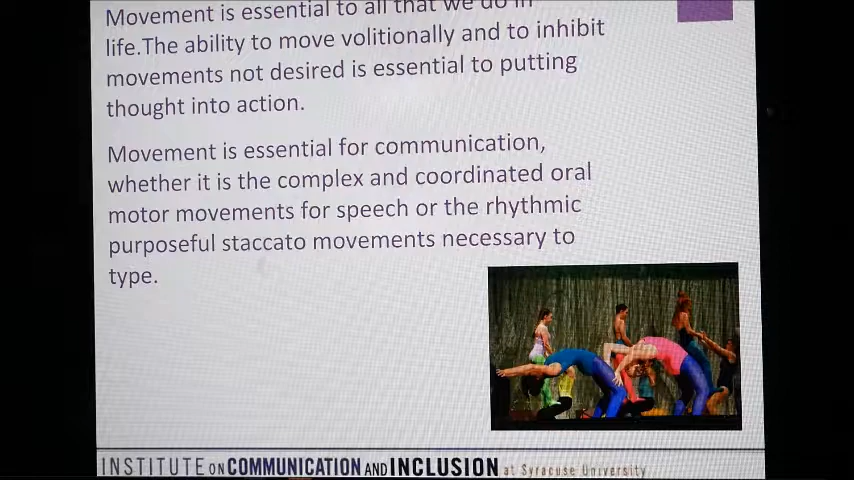 Movement is essential to all that we do in
life.The ability to move volitionally and to inhibit
movements not desired is essential to putting
thought into action.
Movement is essential for communication,
whether it is the complex and coordinated oral
motor movements for speech or the rhythmic
purposeful staccato movements necessary to
type.
INSTITUTE ON COMMUNICATION AND INCLUSION at Syracuse University